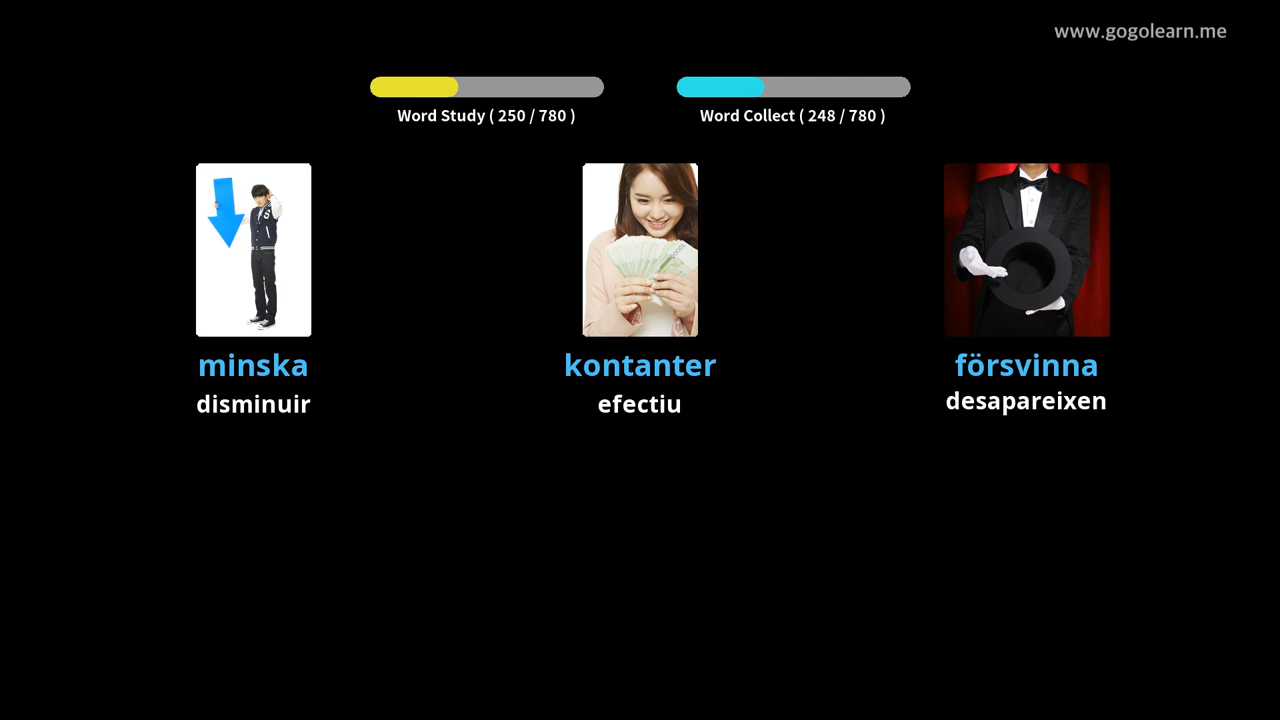 www.gogolearn.me
Word Study ( 250 / 780 )
Word Collect ( 248 / 780 )
minska
disminuir
kontanter
efectiu
försvinna
desapareixen